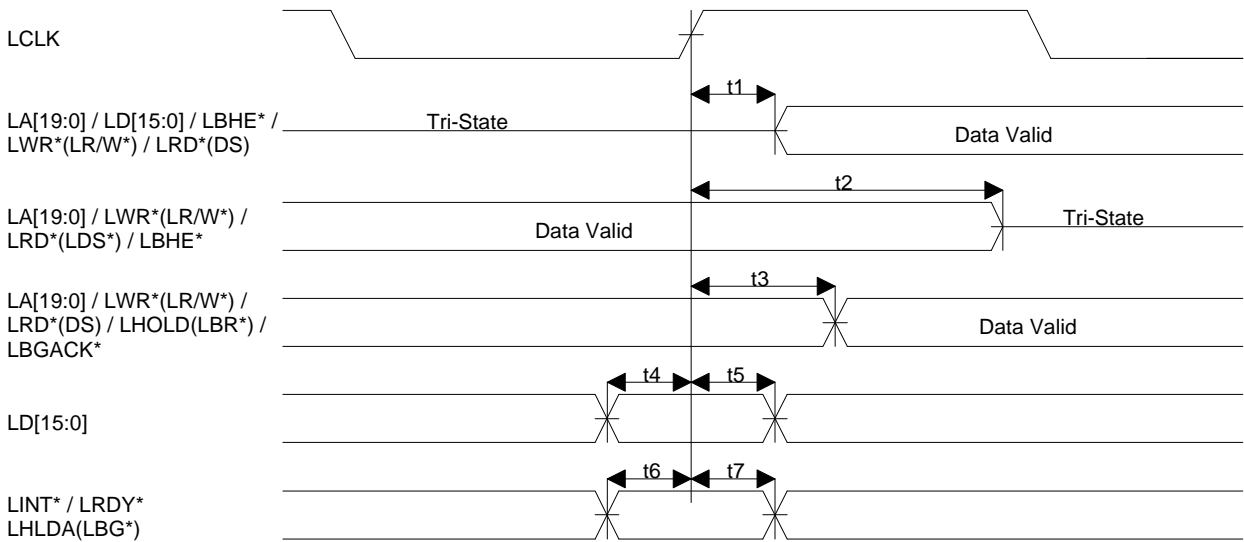 LCLK
t1
LA[19:0] / LD[15:0] / LBHE* /
LWR*(LR/W*) / LRD*(DS)
Tri-State
Data Valid
t2
LA[19:0] / LWR*(LR/W*) /
LRD*(LDS*) / LBHE*
Data Valid
Tri-State
t3
LA[19:0] / LWR*(LR/W*) /
LRD*(DS) / LHOLD(LBR*) /
LBGACK*
Data Valid
t4
t5
LD[15:0]
t6
t7
LINT* / LRDY*
LHLDA(LBG*)